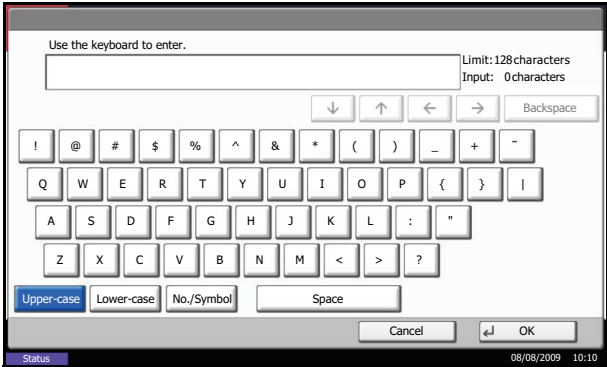 Use the keyboard to enter.
Limit: 128 characters
Input: 0 characters
↓ ↑ ← → Backspace
! @ # $ % ^ & * ( ) _ + ~
Q W E R T Y U I O P { } |
A S D F G H J K L : "
Z X C V B N M < > ?
Upper-case Lower-case No./Symbol Space
Cancel ↵ OK
Status 08/08/2009 10:10